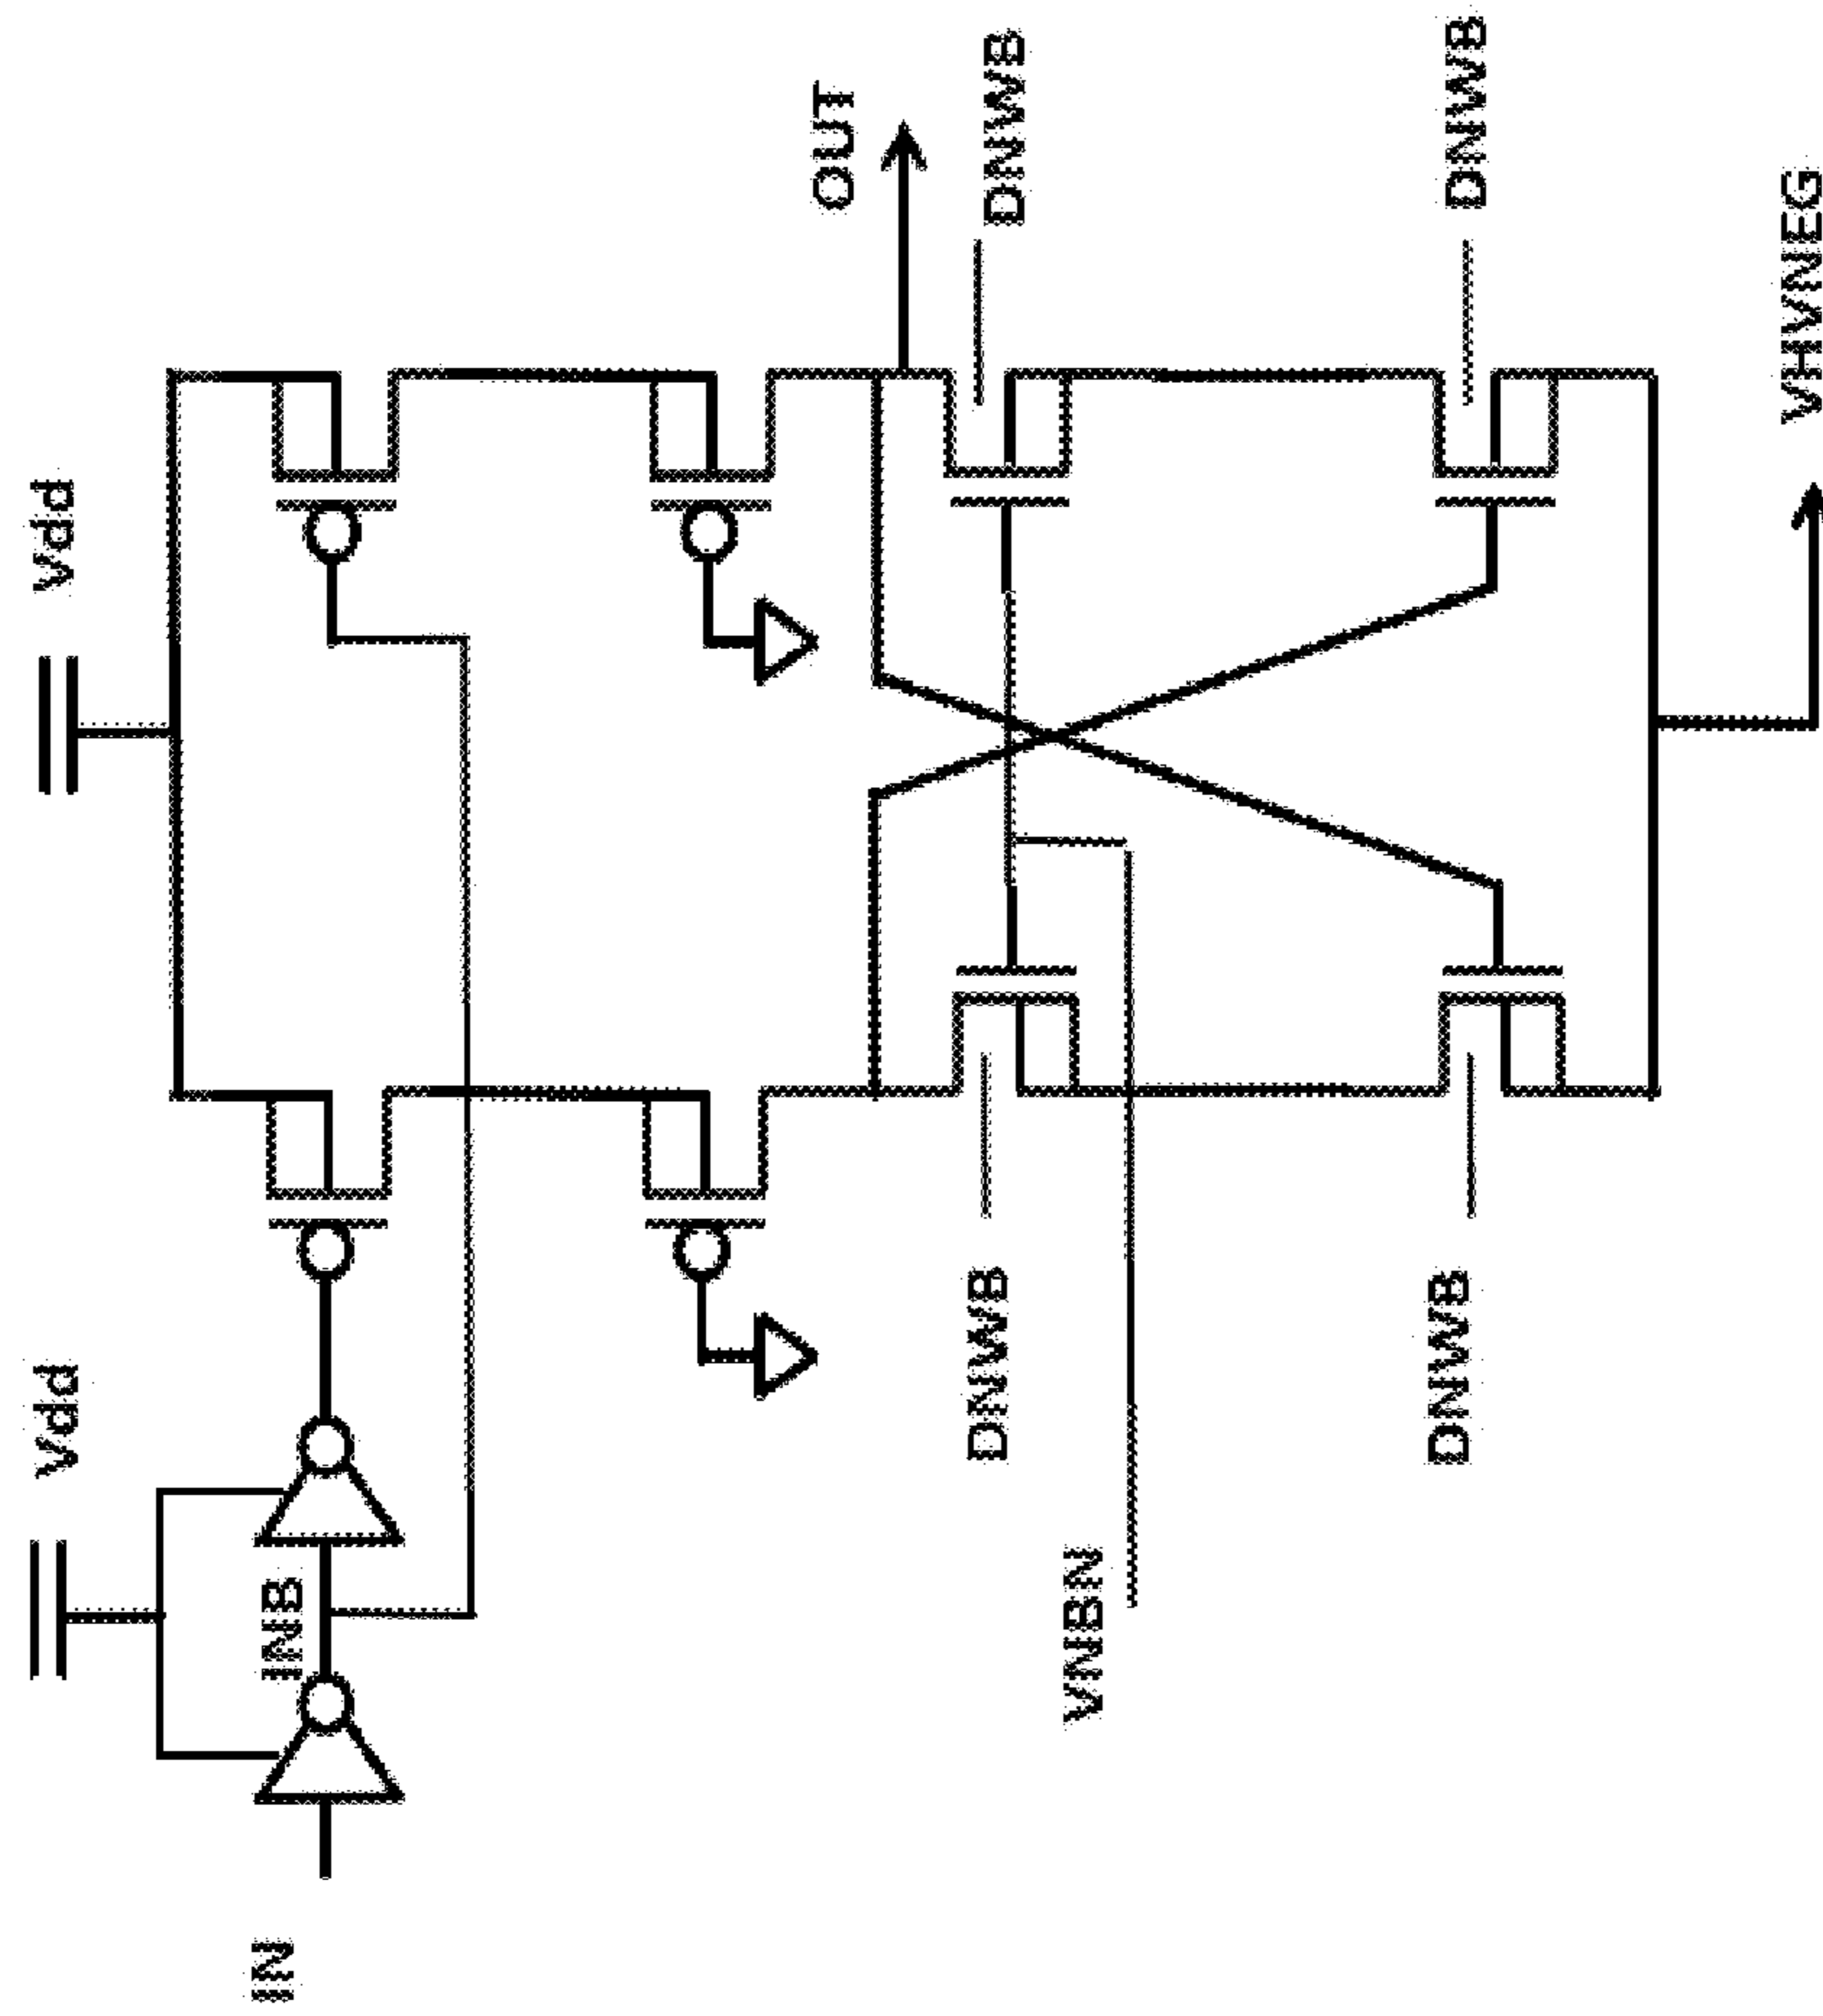 Vdd
Vdd
IN
INB
OUT
DNWB
DNWB
VNBN
DNWB
DNWB
VHVNEG